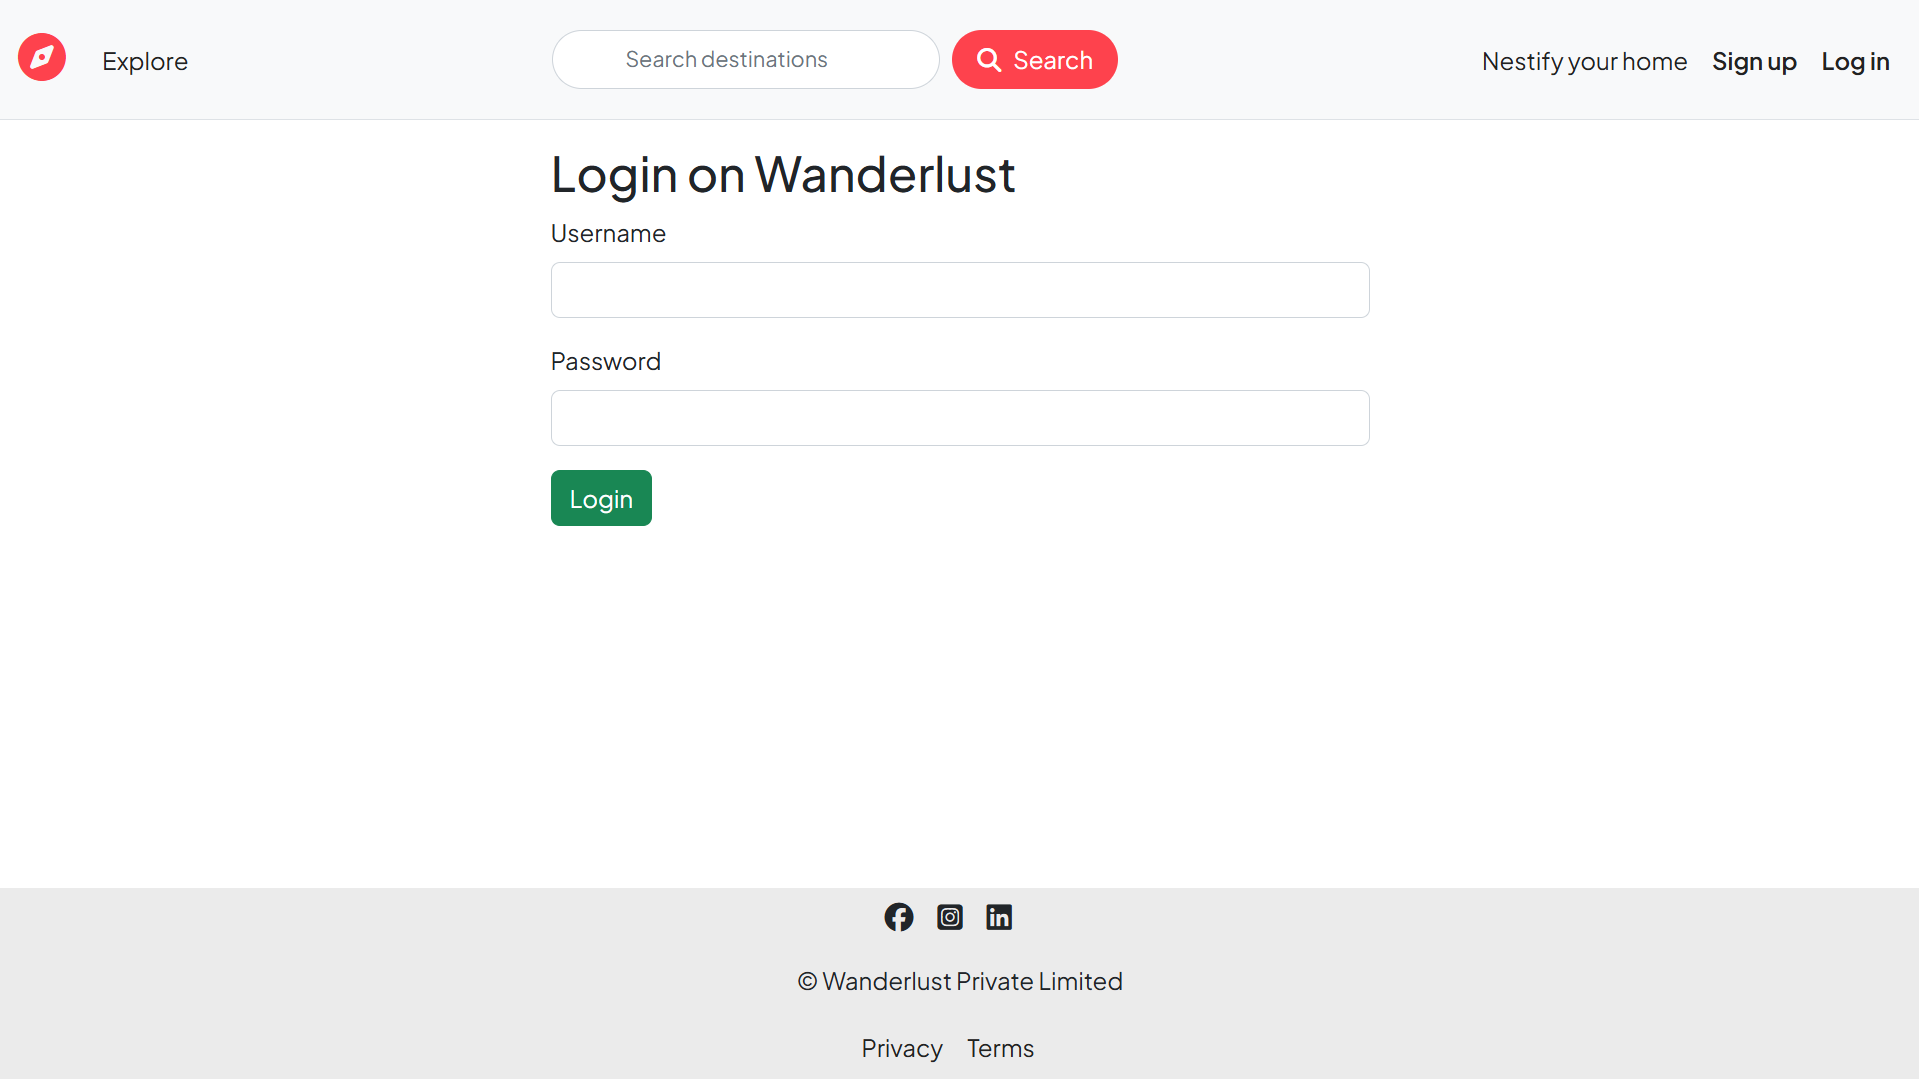 Explore
Search destinations
Search
Nestify your home
Sign up
Log in
Login on Wanderlust
Username
Password
Login
© Wanderlust Private Limited
Privacy Terms